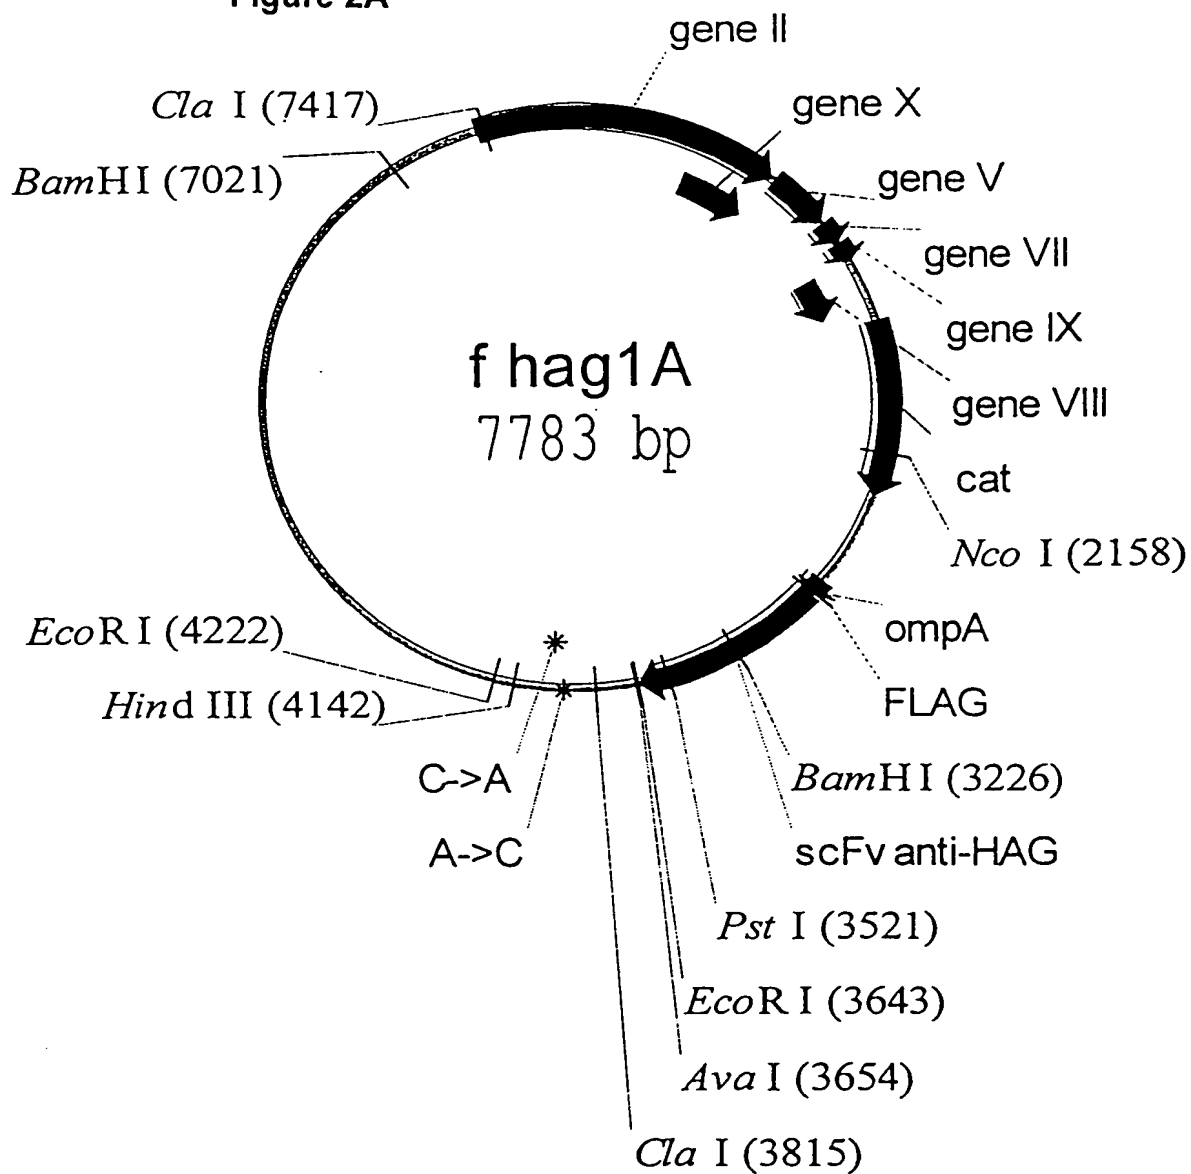 Figure 2A
gene II
Cla I (7417)
gene X
BamH I (7021)
gene V
gene VII
gene IX
f hag1A
7783 bp
gene VIII
cat
Nco I (2158)
EcoR I (4222)
ompA
Hind III (4142)
FLAG
C->A
BamH I (3226)
A->C
scFv anti-HAG
Pst I (3521)
EcoR I (3643)
Ava I (3654)
Cla I (3815)